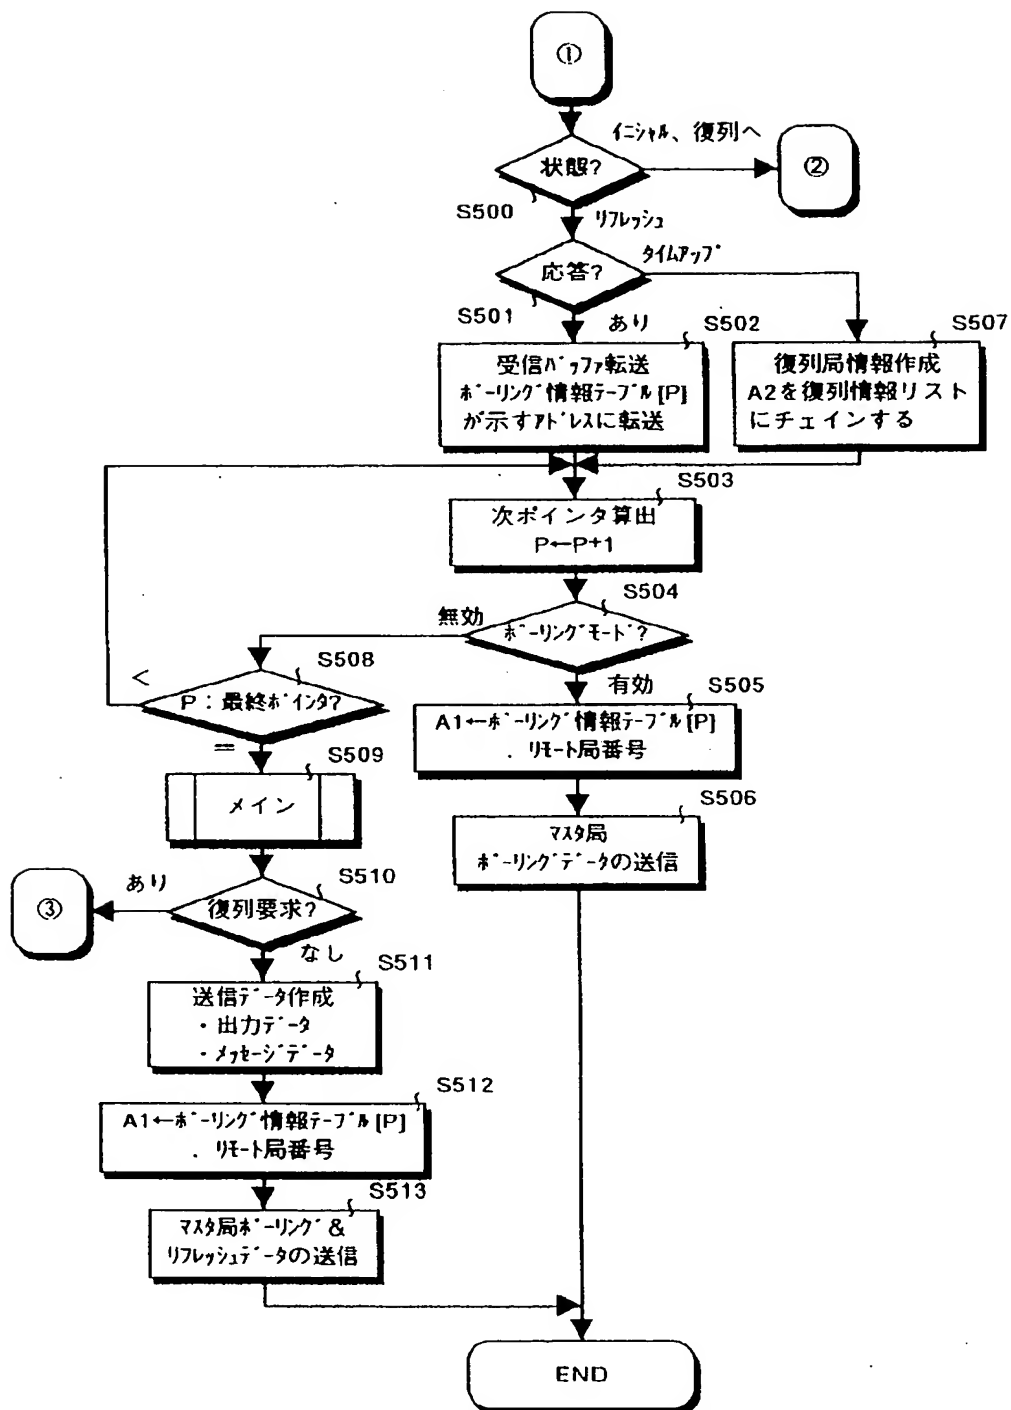 ①
イニシャル、復列へ
状態?
②
S500
リフレッシュ
応答?
タイムアップ
S501
あり
S502
S507
受信バッファ転送
ポーリング情報テーブル[P]
が示すアドレスに転送
復列局情報作成
A2を復列情報リスト
にチェインする
S503
次ポインタ算出
P←P+1
S504
無効
ポーリングモード?
S508
<
P:最終ポインタ?
有効
S505
A1←ポーリング情報テーブル[P]
. リモート局番号
==
S509
メイン
S506
マスタ局
ポーリングデータの送信
あり
S510
③
復列要求?
なし
S511
送信データ作成
・出力データ
・メッセージデータ
S512
A1←ポーリング情報テーブル[P]
. リモート局番号
S513
マスタ局ポーリング&
リフレッシュデータの送信
END